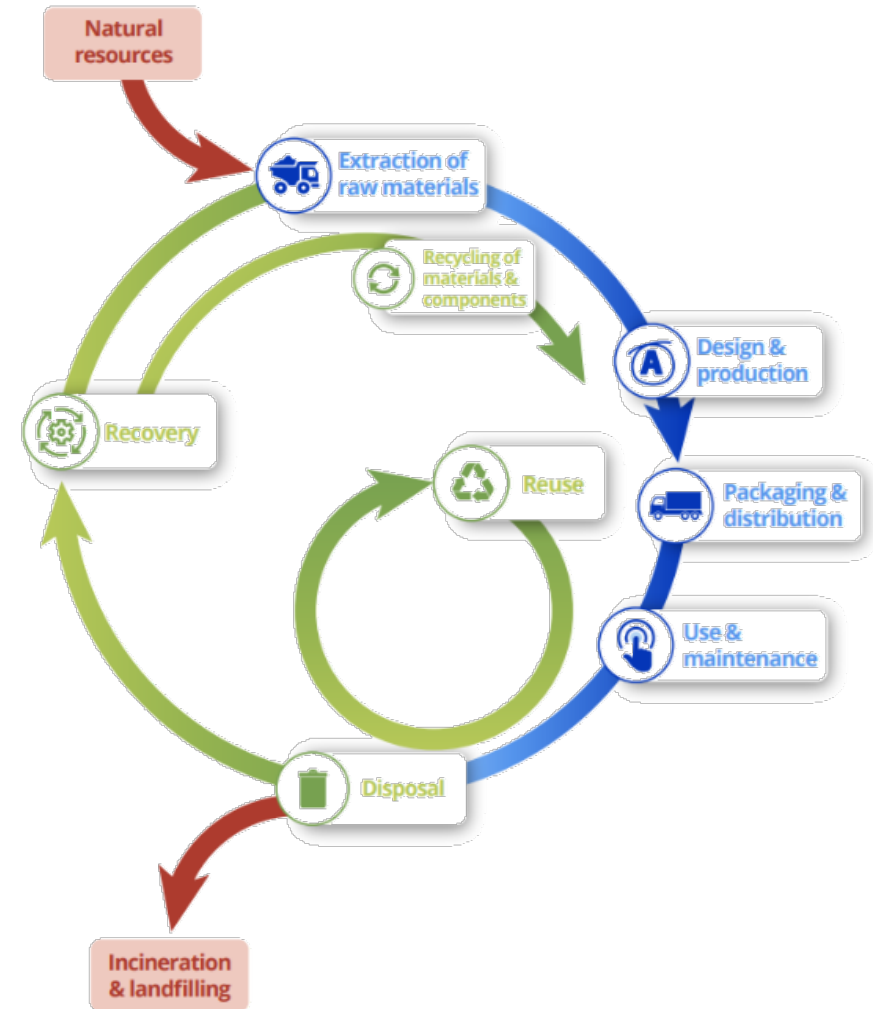 Natural
resources
Extraction of
raw materials
Recycling of
materials &
components
Design &
production
Recovery
Reuse
Packaging &
distribution
Use &
maintenance
Disposal
Incineration
& landfilling